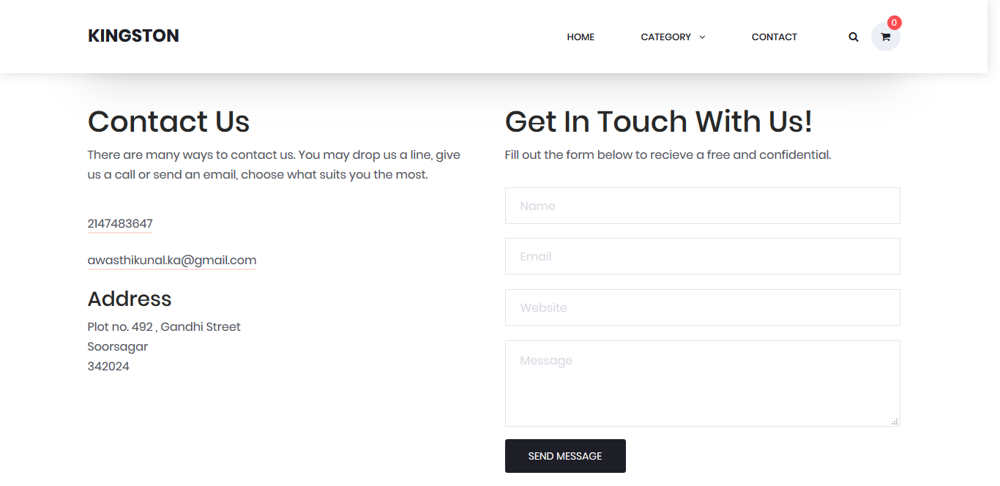 KINGSTON
HOME
CATEGORY
CONTACT
0
Contact Us
There are many ways to contact us. You may drop us a line, give
us a call or send an email, choose what suits you the most.
2147483647
awasthikunal.ka@gmail.com
Address
Plot no. 492 , Gandhi Street
Soorsagar
342024
Get In Touch With Us!
Fill out the form below to recieve a free and confidential.
Name
Email
Website
Message
SEND MESSAGE